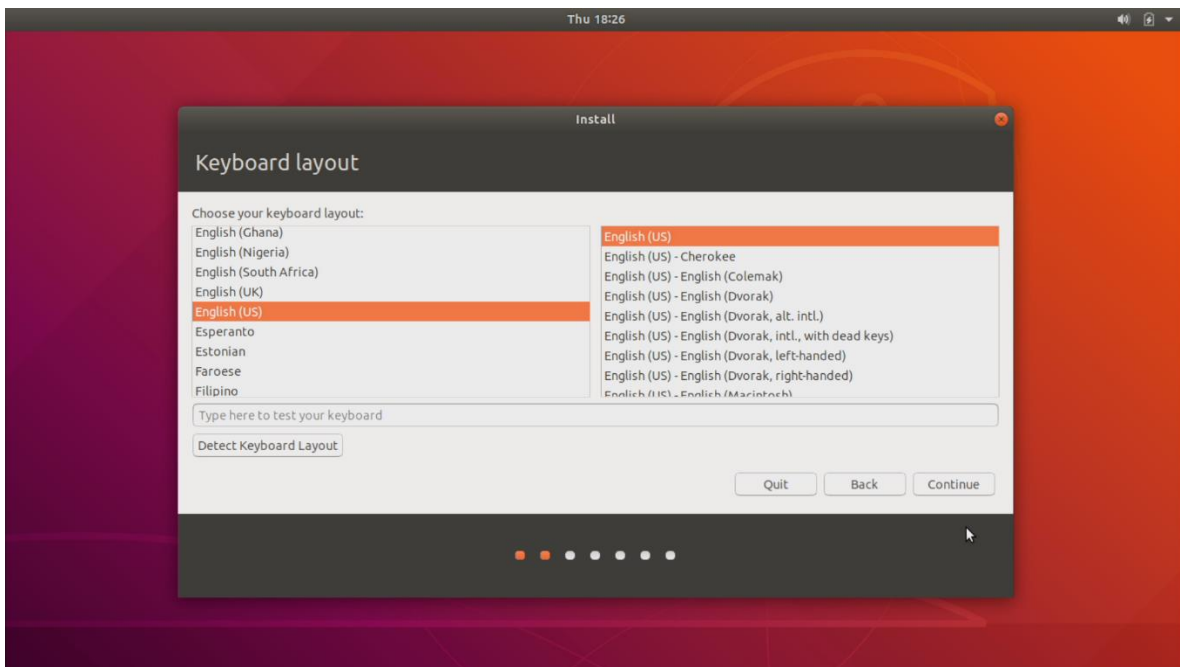 Thu 18:26
Install
Keyboard layout
Choose your keyboard layout:
English (Ghana)
English (Nigeria)
English (South Africa)
English (UK)
English (US)
Esperanto
Estonian
Faroese
Filipino
English (US)
English (US) - Cherokee
English (US) - English (Colemak)
English (US) - English (Dvorak)
English (US) - English (Dvorak, alt. intl.)
English (US) - English (Dvorak, intl., with dead keys)
English (US) - English (Dvorak, left-handed)
English (US) - English (Dvorak, right-handed)
English (US) - English (Macintosh)
Type here to test your keyboard
Detect Keyboard Layout
Quit Back Continue